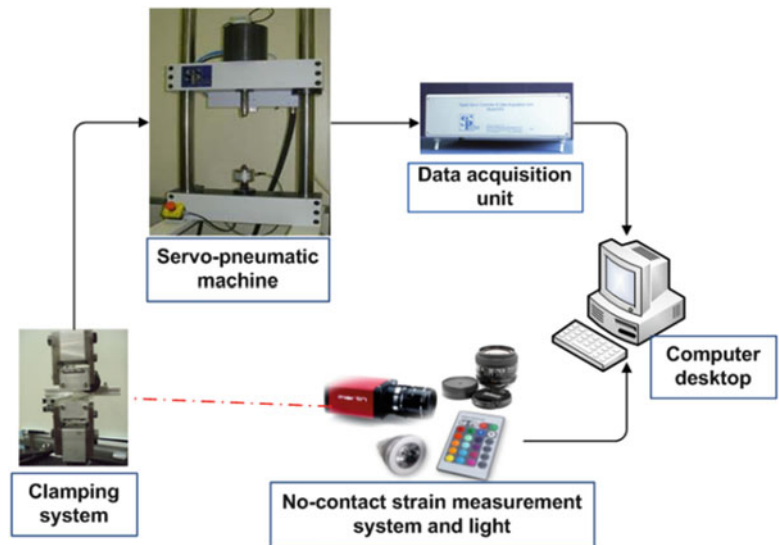 Servo-pneumatic
machine
Data acquisition
unit
Computer
desktop
Clamping
system
No-contact strain measurement
system and light